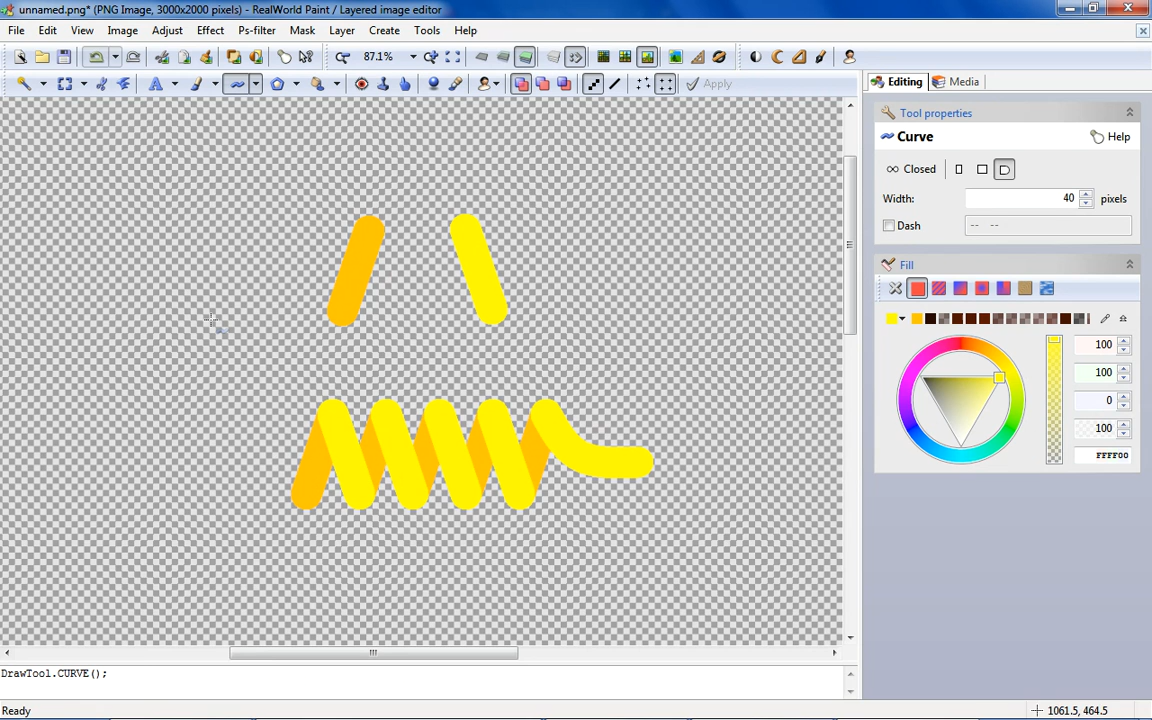 unnamed.png* (PNG Image, 3000x2000 pixels) - RealWorld Paint / Layered image editor
File Edit View Image Adjust Effect Ps-filter Mask Layer Create Tools Help
87.1%
Apply
Editing Media
Tool properties
Curve Help
Closed
Width: 40 pixels
Dash -- --
Fill
100
100
0
100
FFFF00
DrawTool.CURVE();
Ready 1061.5, 464.5